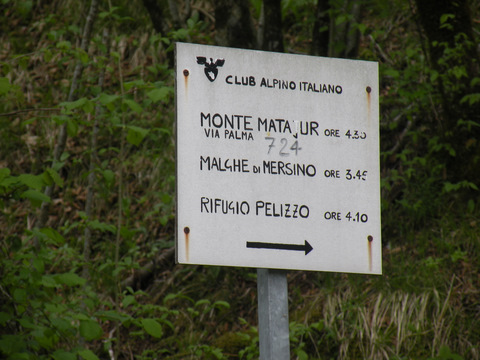 CLUB ALPINO ITALIANO
MONTE MATAJUR ORE 4.30
VIA PALMA 724
MALGHE DI MERSINO ORE 3.45
RIFUGIO PELIZZO ORE 4.10